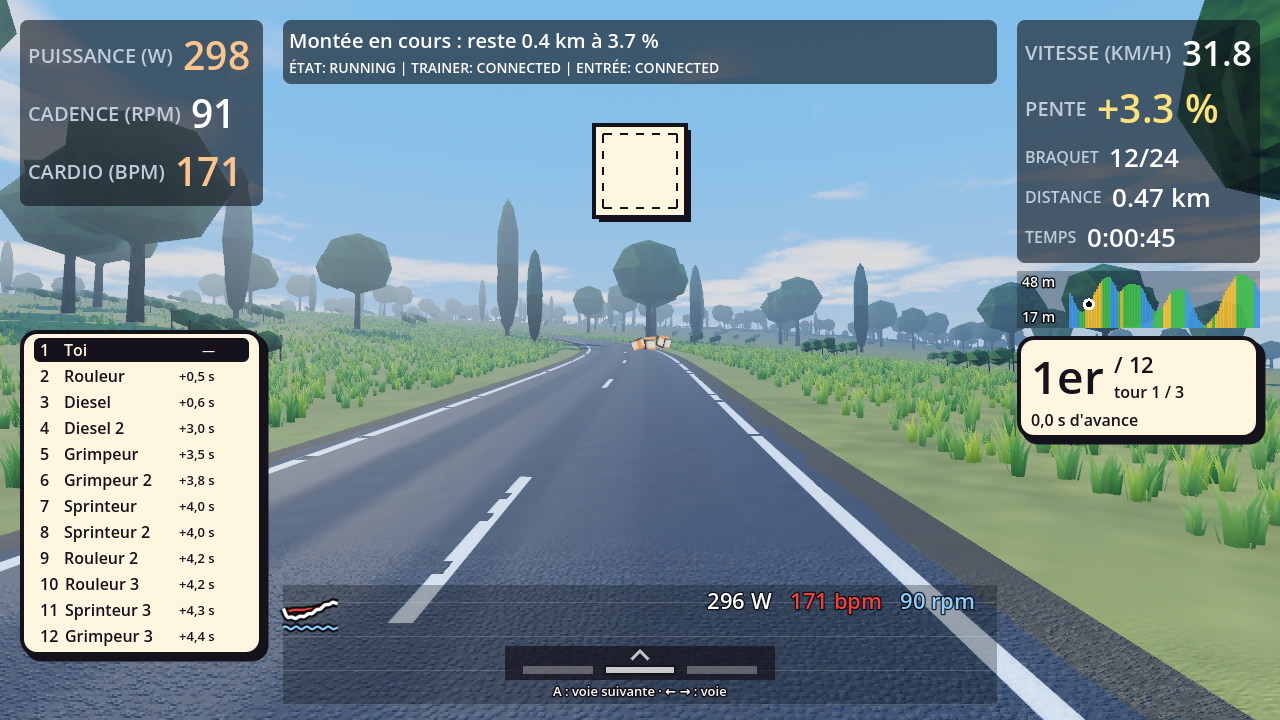 PUISSANCE (W) 298
CADENCE (RPM) 91
CARDIO (BPM) 171
Montée en cours : reste 0.4 km à 3.7 %
ÉTAT: RUNNING | TRAINER: CONNECTED | ENTRÉE: CONNECTED
VITESSE (KM/H) 31.8
PENTE +3.3 %
BRAQUET 12/24
DISTANCE 0.47 km
TEMPS 0:00:45
48 m
17 m
1er / 12
tour 1 / 3
0,0 s d'avance
1 Toi —
2 Rouleur +0,5 s
3 Diesel +0,6 s
4 Diesel 2 +3,0 s
5 Grimpeur +3,5 s
6 Grimpeur 2 +3,8 s
7 Sprinteur +4,0 s
8 Sprinteur 2 +4,0 s
9 Rouleur 2 +4,2 s
10 Rouleur 3 +4,2 s
11 Sprinteur 3 +4,3 s
12 Grimpeur 3 +4,4 s
296 W 171 bpm 90 rpm
A : voie suivante · ← → : voie